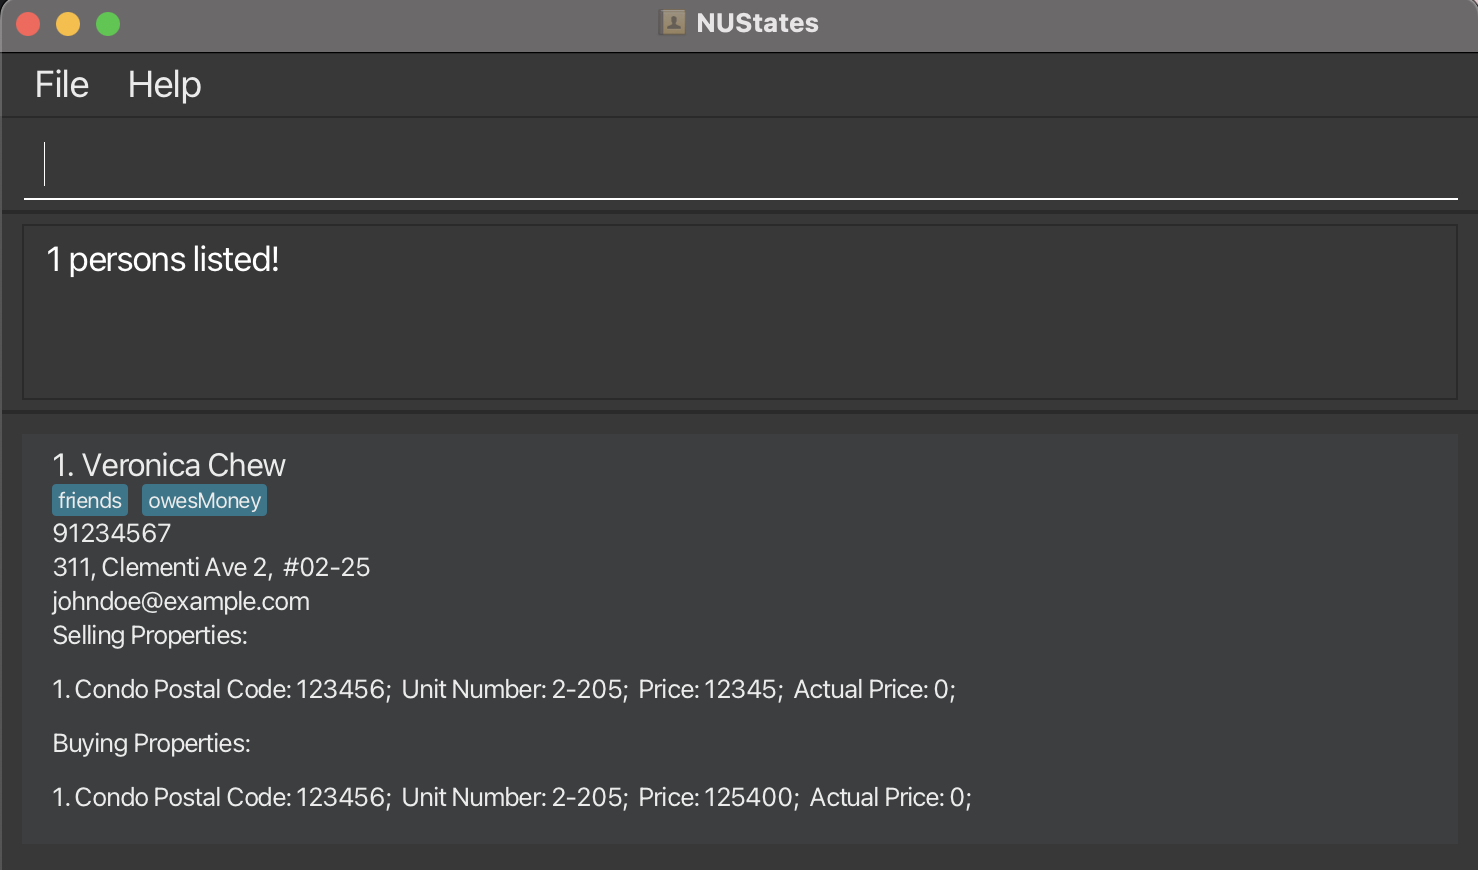 NUStates
File Help
1 persons listed!
1. Veronica Chew
friends owesMoney
91234567
311, Clementi Ave 2, #02-25
johndoe@example.com
Selling Properties:
1. Condo Postal Code: 123456; Unit Number: 2-205; Price: 12345; Actual Price: 0;
Buying Properties:
1. Condo Postal Code: 123456; Unit Number: 2-205; Price: 125400; Actual Price: 0;